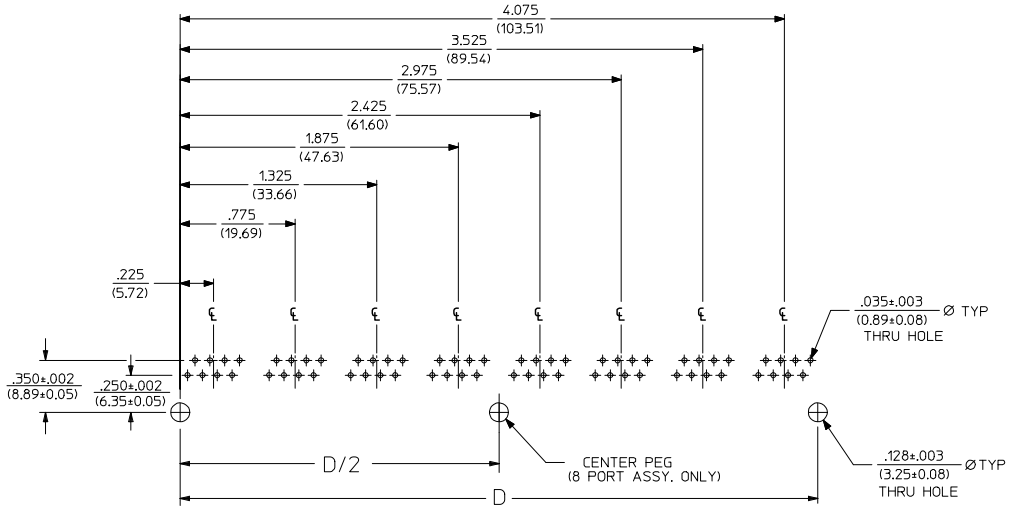 4.075
(103.51)
3.525
(89.54)
2.975
(75.57)
2.425
(61.60)
1.875
(47.63)
1.325
(33.66)
.775
(19.69)
.225
(5.72)
℄ ℄ ℄ ℄ ℄ ℄ ℄ ℄
.035±.003
(0.89±0.08)
Ø TYP
THRU HOLE
.350±.002
(8.89±0.05)
.250±.002
(6.35±0.05)
D/2
CENTER PEG
(8 PORT ASSY. ONLY)
.128±.003
(3.25±0.08)
Ø TYP
THRU HOLE
D